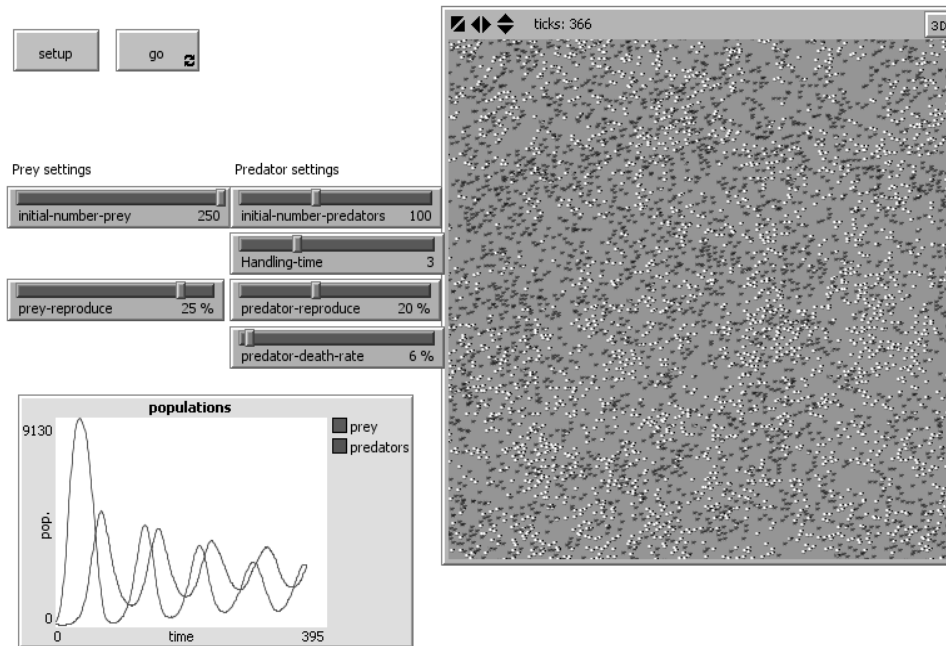 setup
go
ticks: 366
3D
Prey settings
Predator settings
initial-number-prey 250
initial-number-predators 100
Handling-time 3
prey-reproduce 25 %
predator-reproduce 20 %
predator-death-rate 6 %
populations
9130
pop.
0
0
time
395
prey
predators